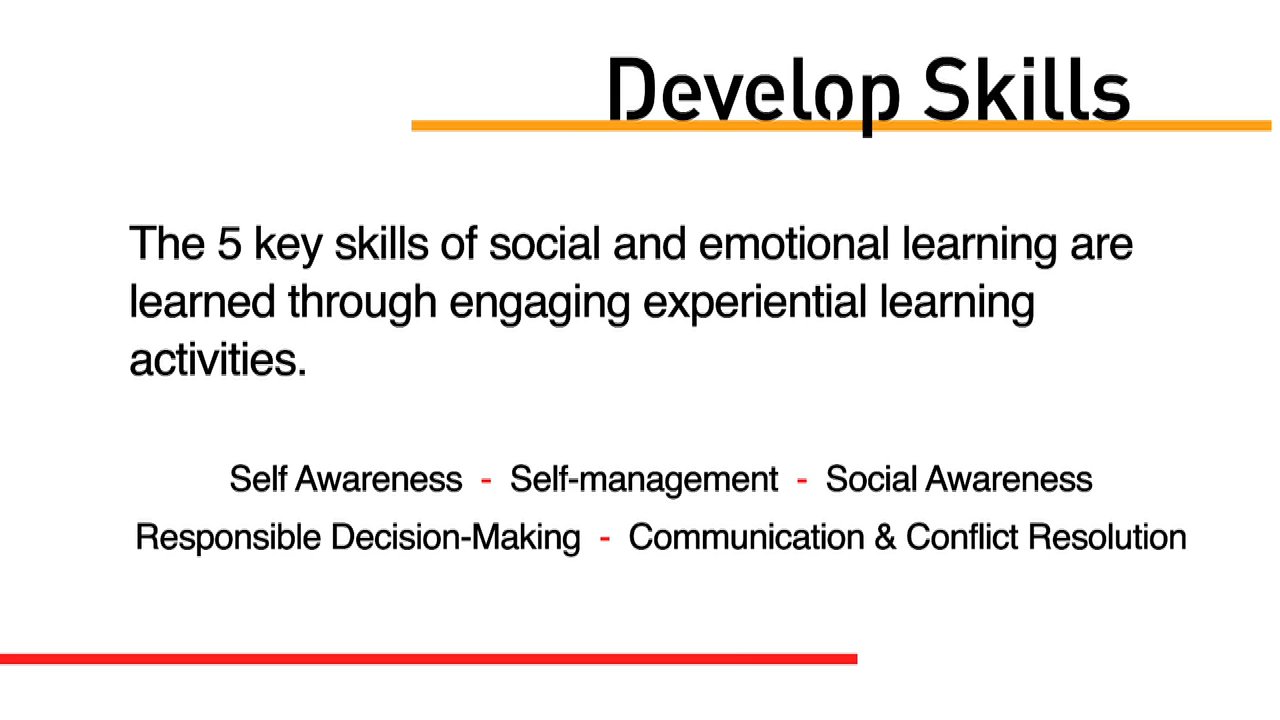 Develop Skills
The 5 key skills of social and emotional learning are
learned through engaging experiential learning
activities.
Self Awareness - Self-management - Social Awareness
Responsible Decision-Making - Communication & Conflict Resolution